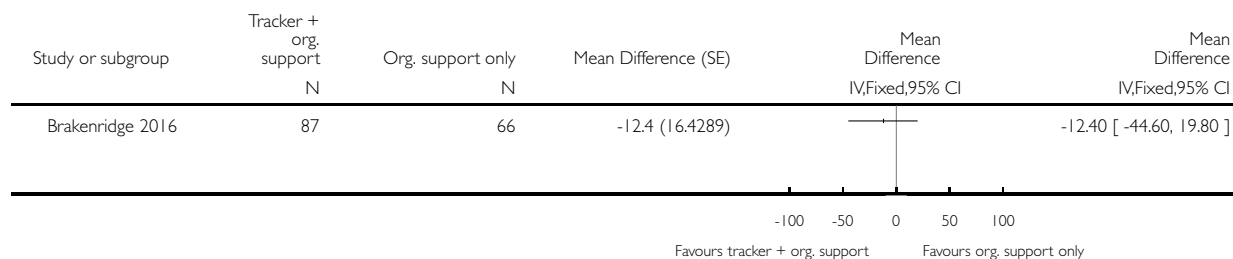 Study or subgroup
Tracker +
org.
support
Org. support only
Mean Difference (SE)
Mean
Difference
Mean
Difference
N
N
IV,Fixed,95% CI
IV,Fixed,95% CI
Brakenridge 2016
87
66
-12.4 (16.4289)
-12.40 [ -44.60, 19.80 ]
-100
-50
0
50
100
Favours tracker + org. support
Favours org. support only